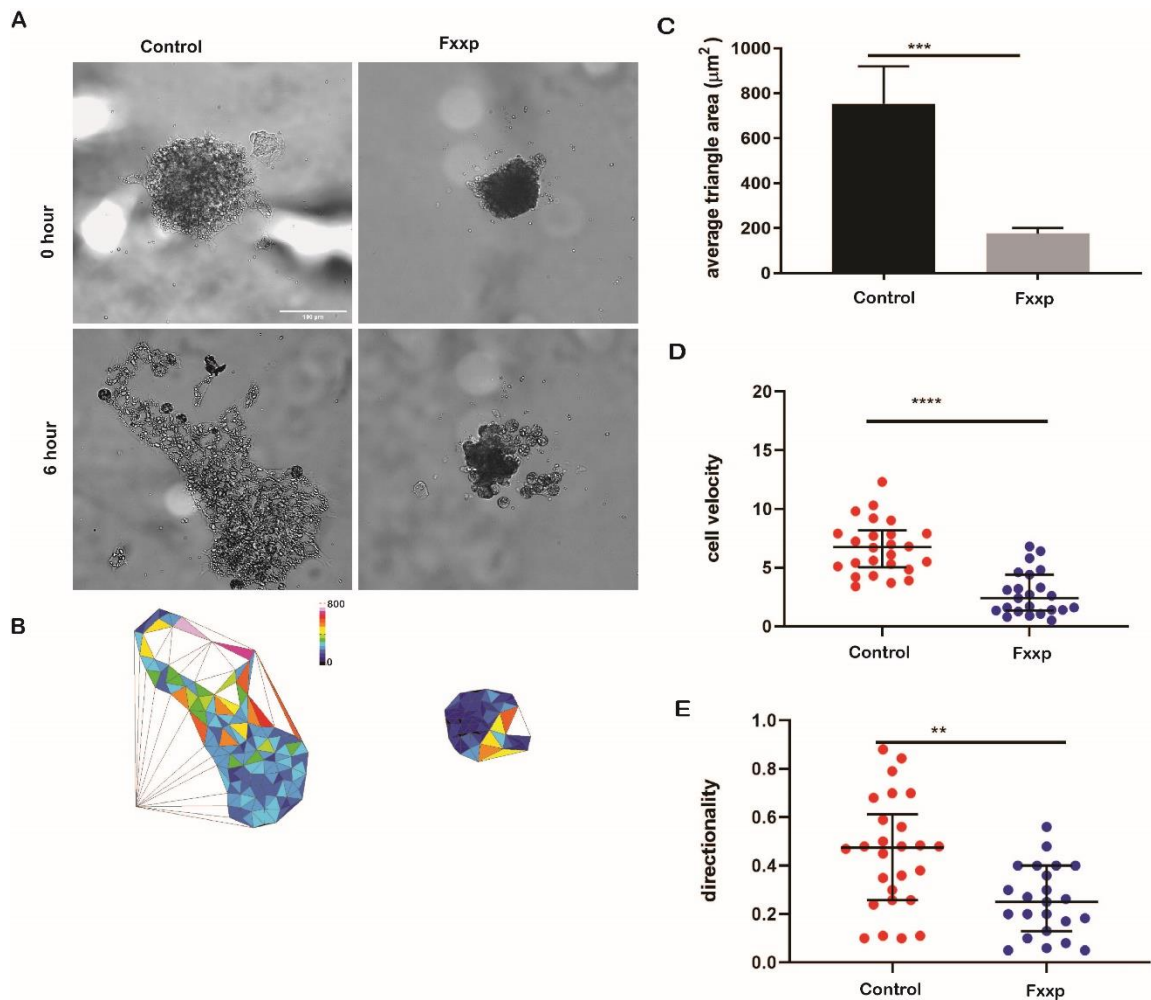 A
Control
Fxxp
0 hour
100 µm
6 hour
B
800
0
C
average triangle area (µm²)
1000
800
600
400
200
0
***
Control
Fxxp
D
cell velocity
20
15
10
5
0
****
Control
Fxxp
E
directionality
1.0
0.8
0.6
0.4
0.2
0.0
**
Control
Fxxp